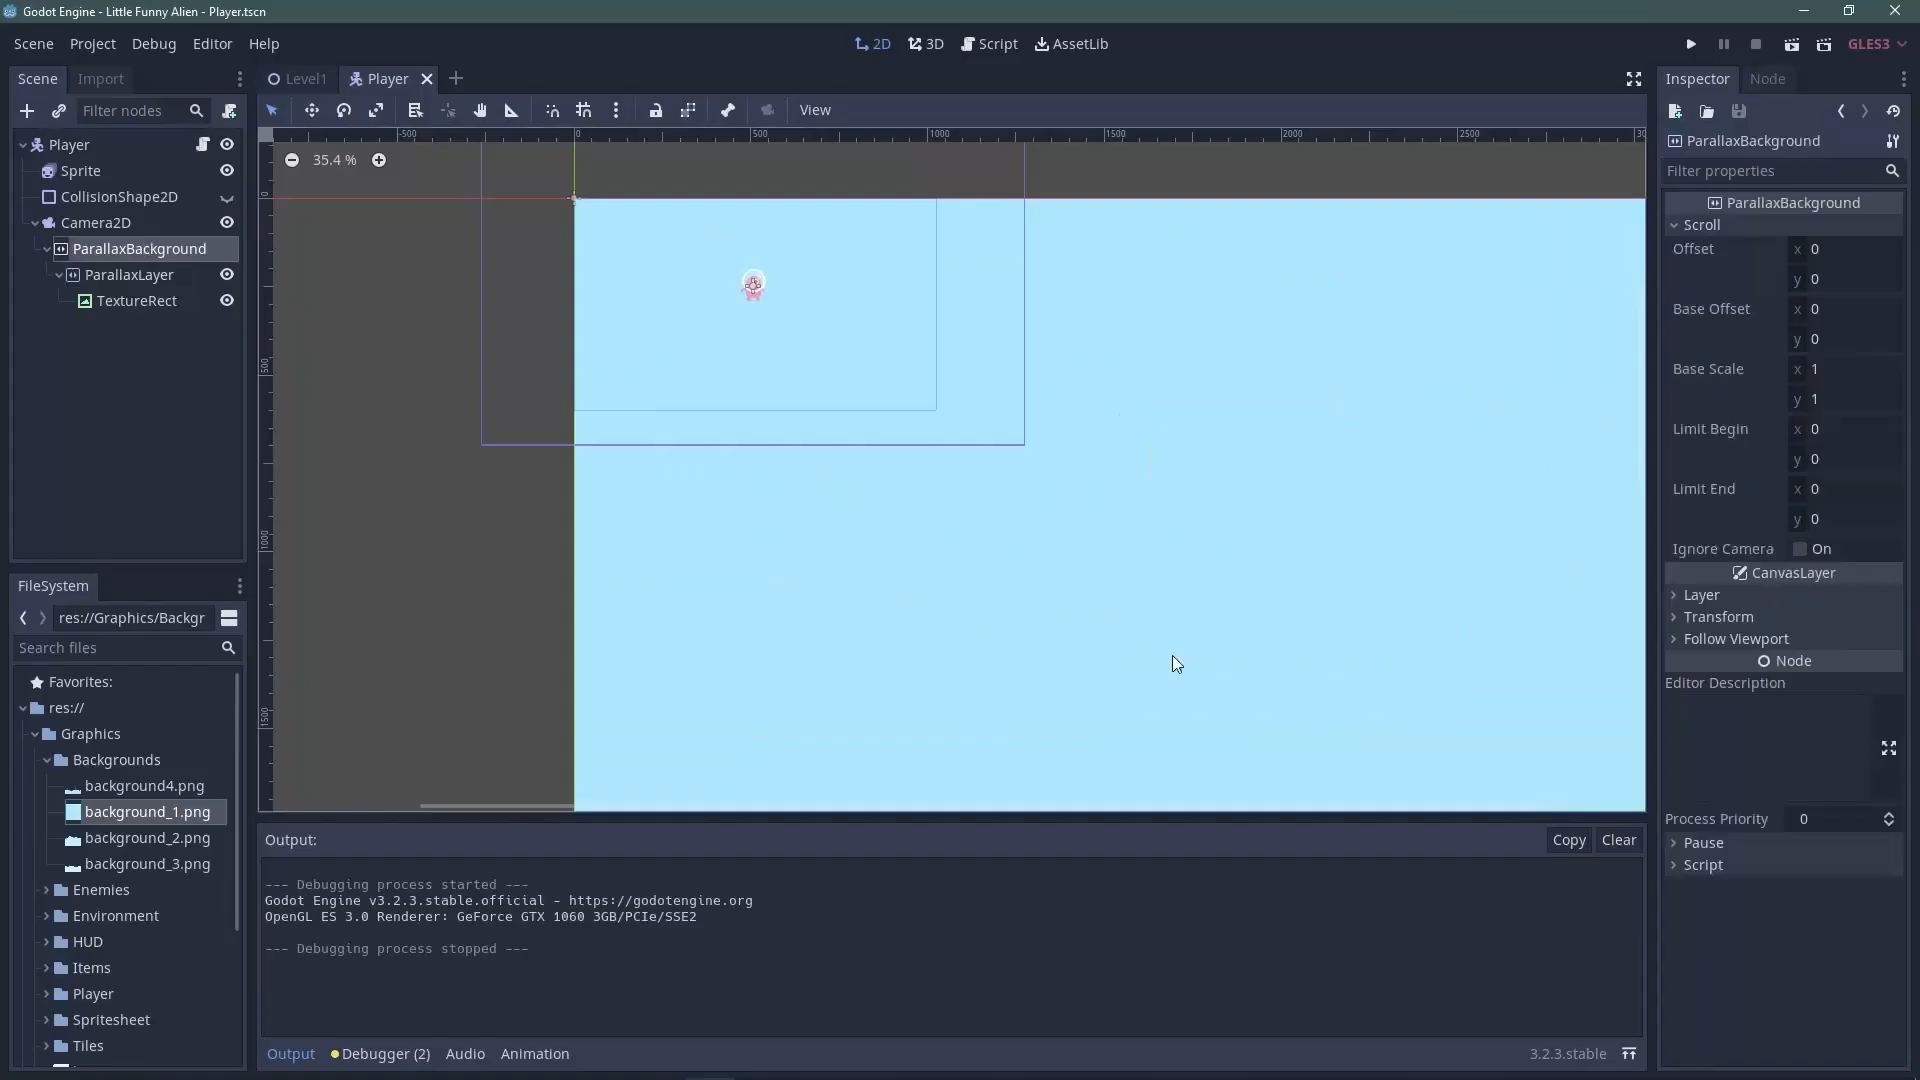 Godot Engine - Little Funny Alien - Player.tscn
Scene Project Debug Editor Help
2D 3D Script AssetLib
GLES3
Scene Import
Level1 Player
Inspector Node
Filter nodes
View
-500 0 500 1000 1500 2000 2500 30
35.4 %
0
500
1000
1500
Player
Sprite
CollisionShape2D
Camera2D
ParallaxBackground
ParallaxLayer
TextureRect
FileSystem
res://Graphics/Backgr
Search files
Favorites:
res://
Graphics
Backgrounds
background4.png
background_1.png
background_2.png
background_3.png
Enemies
Environment
HUD
Items
Player
Spritesheet
Tiles
Output:
Copy Clear
--- Debugging process started ---
Godot Engine v3.2.3.stable.official - https://godotengine.org
OpenGL ES 3.0 Renderer: GeForce GTX 1060 3GB/PCIe/SSE2
--- Debugging process stopped ---
Output Debugger (2) Audio Animation
3.2.3.stable
ParallaxBackground
Filter properties
ParallaxBackground
Scroll
Offset x 0
y 0
Base Offset x 0
y 0
Base Scale x 1
y 1
Limit Begin x 0
y 0
Limit End x 0
y 0
Ignore Camera On
CanvasLayer
Layer
Transform
Follow Viewport
Node
Editor Description
Process Priority 0
Pause
Script